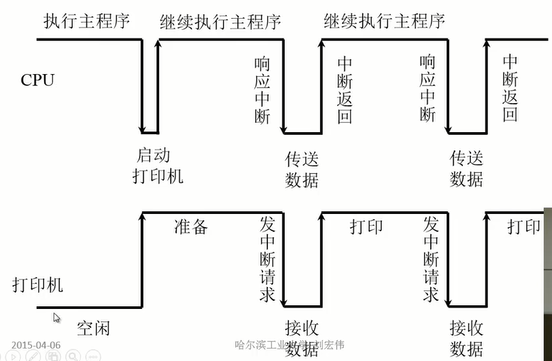 执行主程序 继续执行主程序 继续执行主程序
CPU
响应中断
中断返回
响应中断
中断返回
启动
打印机
传送
数据
传送
数据
准备
发中断请求
打印
发中断请求
打印
打印机
空闲
接收
数据
接收
数据
2015-04-06
哈尔滨工业 刘宏伟